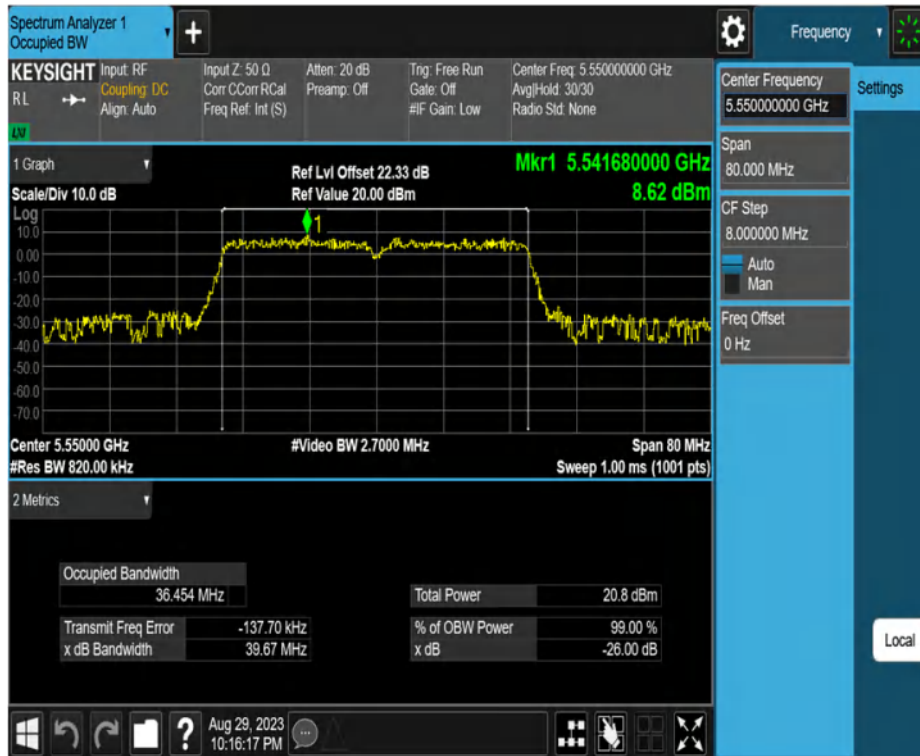 Spectrum Analyzer 1
Occupied BW
+
Frequency
KEYSIGHT
RL
LXI
Input: RF
Coupling: DC
Align: Auto
Input Z: 50 Ω
Corr CCorr RCal
Freq Ref: Int (S)
Atten: 20 dB
Preamp: Off
Trig: Free Run
Gate: Off
#IF Gain: Low
Center Freq: 5.550000000 GHz
Avg|Hold: 30/30
Radio Std: None
Center Frequency
5.550000000 GHz
Settings
Span
80.000 MHz
CF Step
8.000000 MHz
Auto
Man
Freq Offset
0 Hz
1 Graph
Scale/Div 10.0 dB
Ref Lvl Offset 22.33 dB
Ref Value 20.00 dBm
Mkr1 5.541680000 GHz
8.62 dBm
Log
1
10.0
0.00
-10.0
-20.0
-30.0
-40.0
-50.0
-60.0
-70.0
Center 5.55000 GHz
#Video BW 2.7000 MHz
Span 80 MHz
#Res BW 820.00 kHz
Sweep 1.00 ms (1001 pts)
2 Metrics
Occupied Bandwidth
36.454 MHz
Total Power 20.8 dBm
Transmit Freq Error -137.70 kHz
% of OBW Power 99.00 %
x dB Bandwidth 39.67 MHz
x dB -26.00 dB
Local
?
Aug 29, 2023
10:16:17 PM